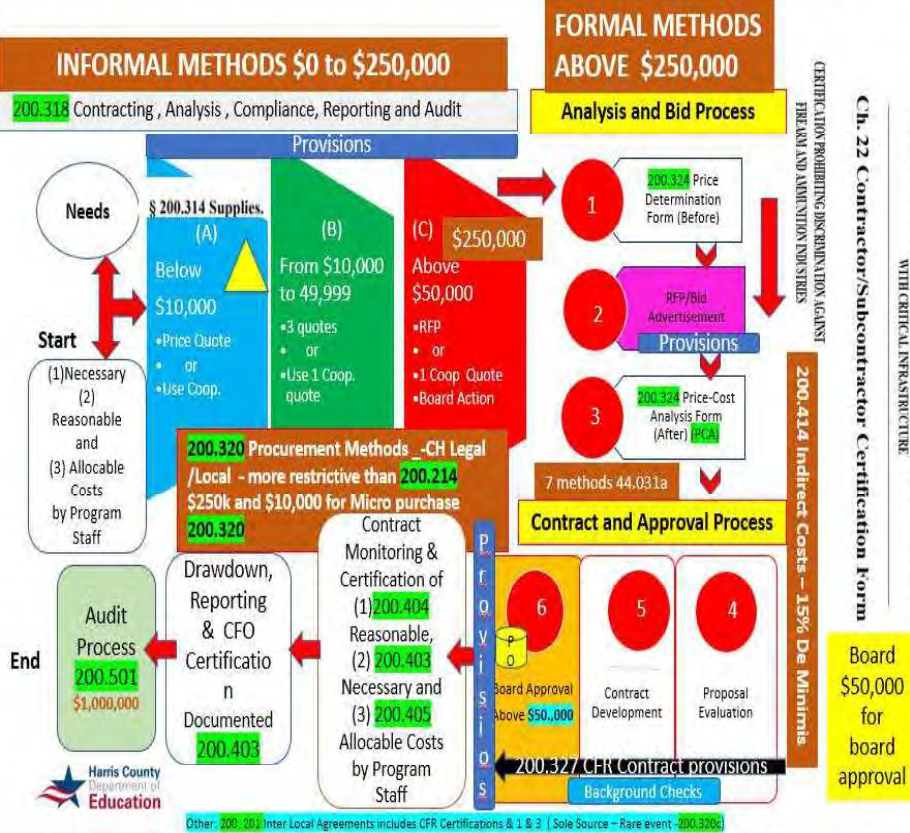 INFORMAL METHODS $0 to $250,000
200.318 Contracting , Analysis , Compliance, Reporting and Audit
Provisions
FORMAL METHODS
ABOVE $250,000
Analysis and Bid Process
Needs
§ 200.314 Supplies.
(A)
Below
$10,000
•Price Quote
• or
•Use Coop.
(B)
From $10,000
to 49,999
•3 quotes
• or
•Use 1 Coop.
quote
(C)
$250,000
Above
$50,000
•RFP
• or
•1 Coop Quote
•Board Action
Start
(1)Necessary
(2)
Reasonable
and
(3) Allocable
Costs
by Program
Staff
200.320 Procurement Methods _-CH Legal
/Local - more restrictive than 200.214
$250k and $10,000 for Micro purchase
200.320
1
200.324 Price
Determination
Form (Before)
2
RFP/Bid
Advertisement
Provisions
3
200.324 Price-Cost
Analysis Form
(After) (PCA)
7 methods 44.031a
Contract and Approval Process
4
Proposal
Evaluation
5
Contract
Development
6
P
O
Board Approval
Above $50,,000
200.327 CFR Contract provisions
Background Checks
P
r
o
v
i
s
i
o
s
Contract
Monitoring &
Certification of
(1)200.404
Reasonable,
(2) 200.403
Necessary and
(3) 200.405
Allocable Costs
by Program
Staff
Drawdown,
Reporting
& CFO
Certificatio
n
Documented
200.403
Audit
Process
200.501
$1,000,000
End
Harris County
Department of
Education
Other: 200. 201 Inter Local Agreements includes CFR Certifications & 1 & 3 ( Sole Source – Rare event -200.320c)
200.414 Indirect Costs – 15% De Minimis
CERTIFICATION PROHIBITING DISCRIMINATION AGAINST
FIREARM AND AMMUNITION INDUSTRIES
Ch. 22 Contractor/Subcontractor Certification Form
WITH CRITICAL INFRASTRUCTURE
Board
$50,000
for
board
approval